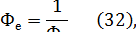 Φₑ = 1/Φ (32),